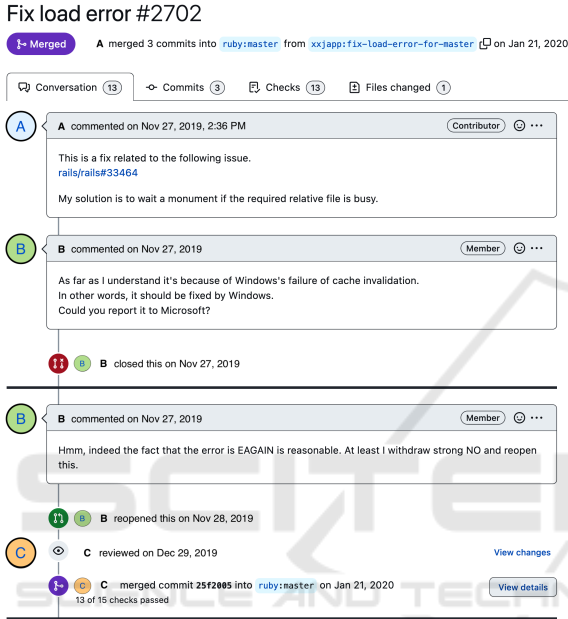 Fix load error #2702
Merged A merged 3 commits into ruby:master from xxjapp:fix-load-error-for-master on Jan 21, 2020
Conversation 13 Commits 3 Checks 13 Files changed 1
A A commented on Nov 27, 2019, 2:36 PM Contributor
This is a fix related to the following issue.
rails/rails#33464
My solution is to wait a monument if the required relative file is busy.
B B commented on Nov 27, 2019 Member
As far as I understand it's because of Windows's failure of cache invalidation.
In other words, it should be fixed by Windows.
Could you report it to Microsoft?
B B closed this on Nov 27, 2019
B B commented on Nov 27, 2019 Member
Hmm, indeed the fact that the error is EAGAIN is reasonable. At least I withdraw strong NO and reopen
this.
B B reopened this on Nov 28, 2019
C C reviewed on Dec 29, 2019 View changes
C C merged commit 25f2005 into ruby:master on Jan 21, 2020 View details
13 of 15 checks passed
SCITE
SCIENCE AND TECHN